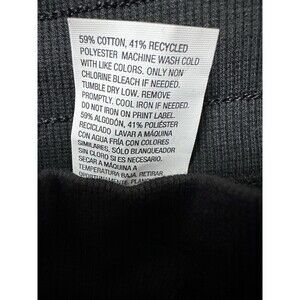 59% COTTON, 41% RECYCLED
POLYESTER MACHINE WASH COLD
WITH LIKE COLORS. ONLY NON
CHLORINE BLEACH IF NEEDED.
TUMBLE DRY LOW. REMOVE
PROMPTLY. COOL IRON IF NEEDED.
DO NOT IRON ON PRINT LABEL.
59% ALGODÓN, 41% POLIÉSTER
RECICLADO LAVAR A MÁQUINA
CON AGUA FRÍA CON COLORES
SIMILARES. SÓLO BLANQUEADOR
SIN CLORO SI ES NECESARIO.
SECAR A MÁQUINA A
TEMPERATURA BAJA. RETIRAR